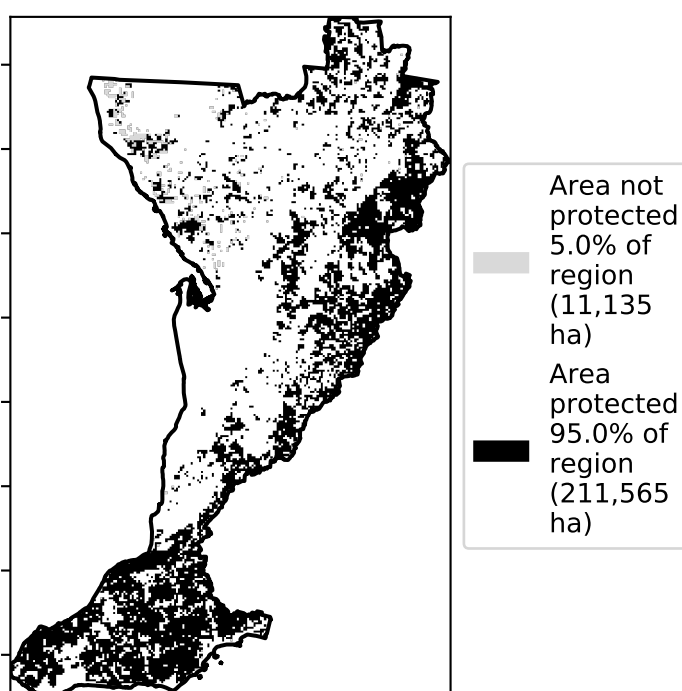 Area not
protected
5.0% of
region
(11,135
ha)
Area
protected
95.0% of
region
(211,565
ha)